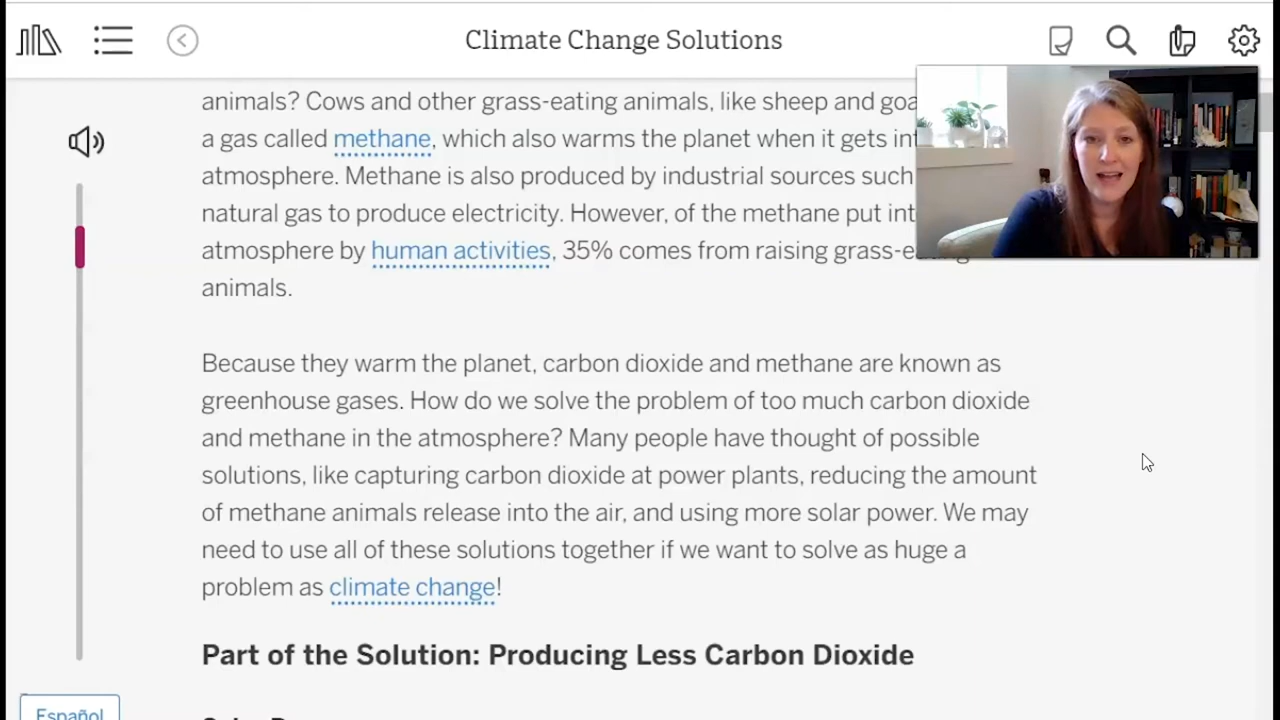 Climate Change Solutions
animals? Cows and other grass-eating animals, like sheep and
a gas called methane, which also warms the planet when it gets
atmosphere. Methane is also produced by industrial sources such
natural gas to produce electricity. However, of the methane put
atmosphere by human activities, 35% comes from raising
animals.
Because they warm the planet, carbon dioxide and methane are known as
greenhouse gases. How do we solve the problem of too much carbon dioxide
and methane in the atmosphere? Many people have thought of possible
solutions, like capturing carbon dioxide at power plants, reducing the amount
of methane animals release into the air, and using more solar power. We may
need to use all of these solutions together if we want to solve as huge a
problem as climate change!
Part of the Solution: Producing Less Carbon Dioxide
Español